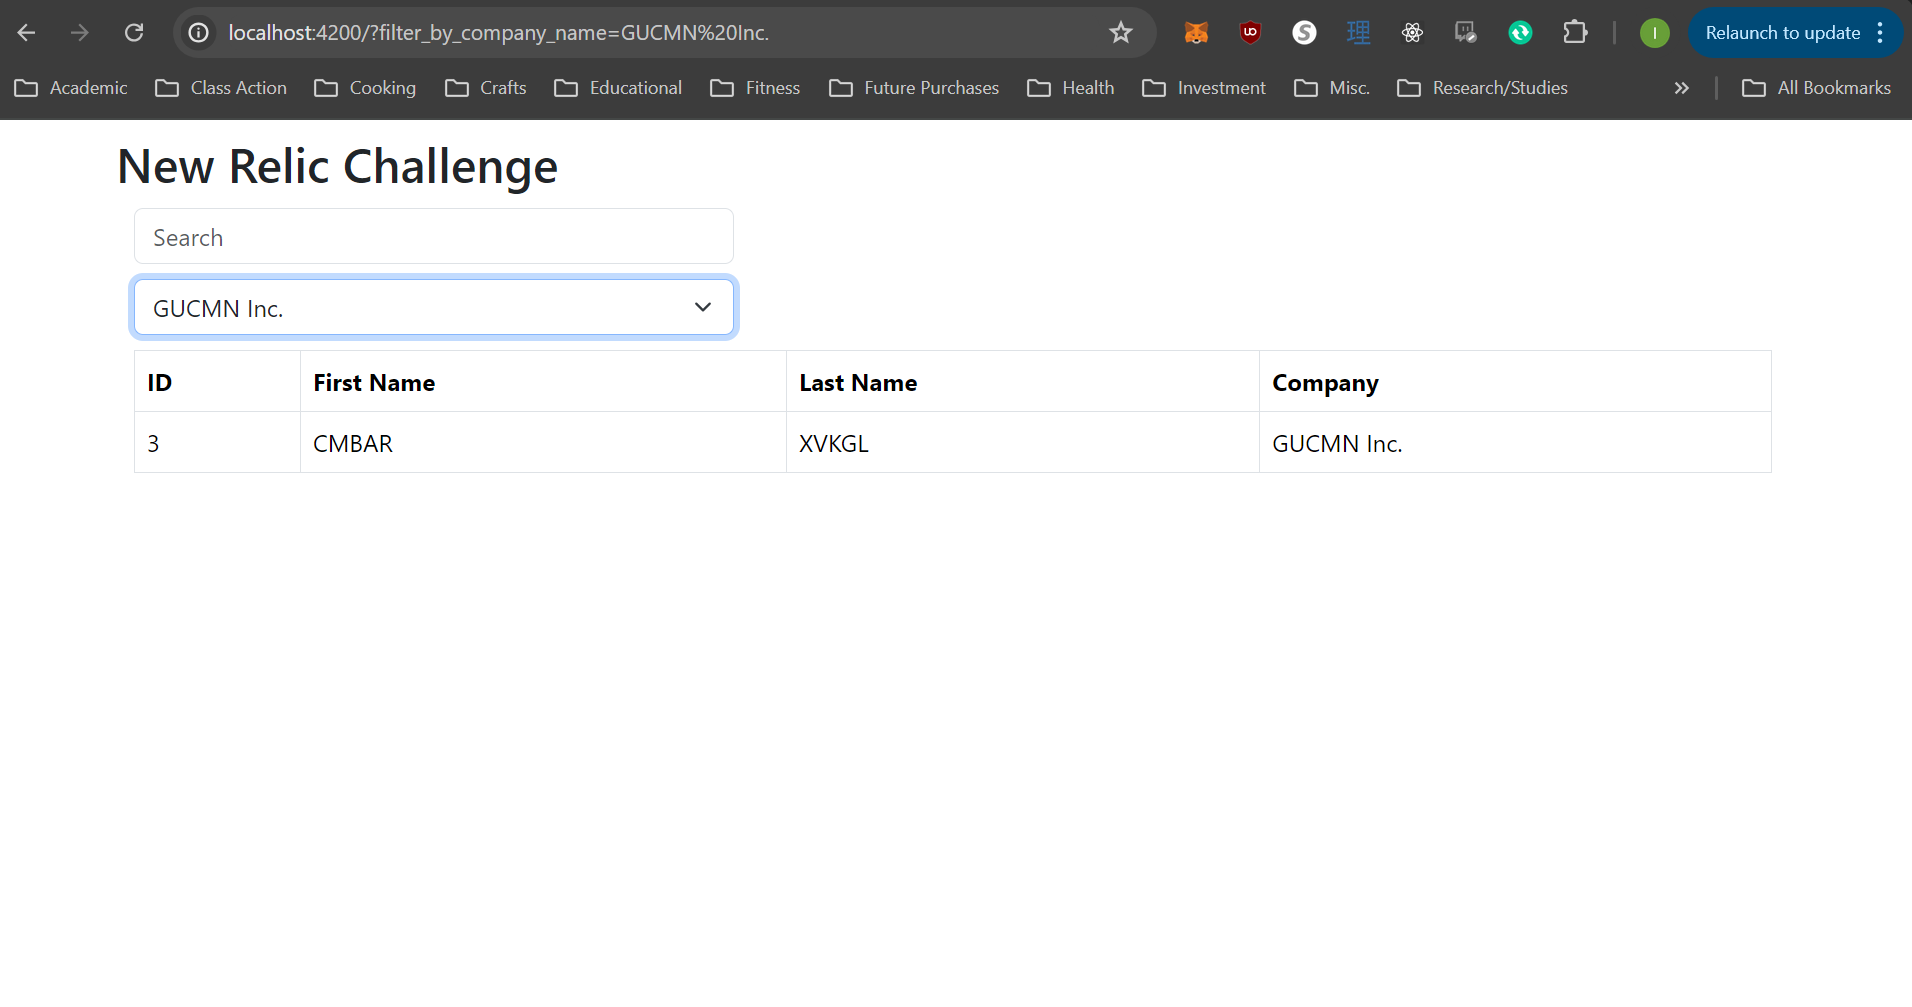 localhost:4200/?filter_by_company_name=GUCMN%20Inc.
UD
S
理
I
Relaunch to update
Academic Class Action Cooking Crafts Educational Fitness Future Purchases Health Investment Misc. Research/Studies » All Bookmarks
New Relic Challenge
Search
GUCMN Inc.
ID First Name Last Name Company
3 CMBAR XVKGL GUCMN Inc.